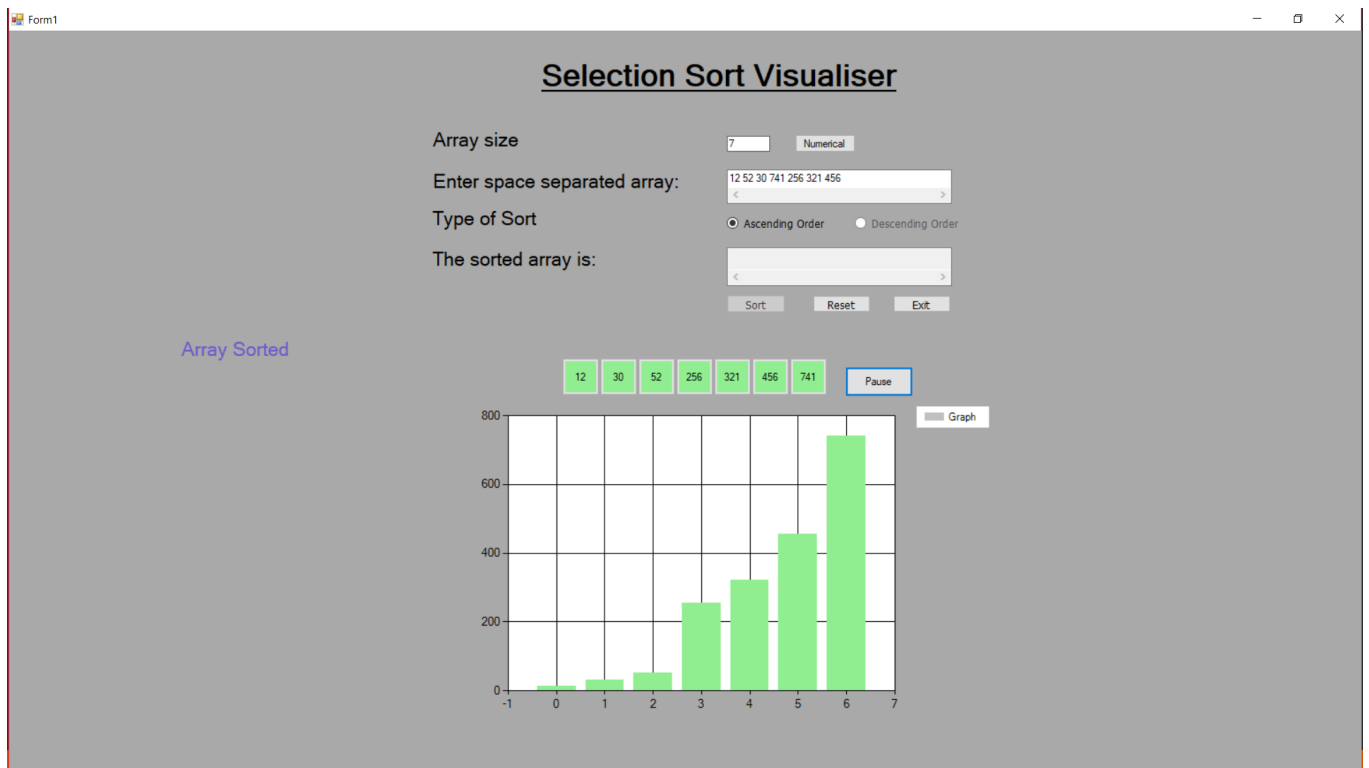 Form1
Selection Sort Visualiser
Array size
7
Numerical
Enter space separated array:
12 52 30 741 256 321 456
Type of Sort
Ascending Order
Descending Order
The sorted array is:
Sort
Reset
Exit
Array Sorted
12 30 52 256 321 456 741
Pause
Graph
800
600
400
200
0
-1 0 1 2 3 4 5 6 7